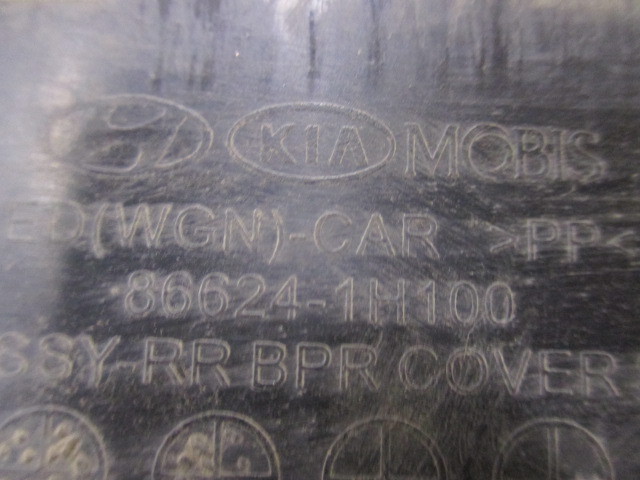 KIA MOBIS
ED(WGN)-CAR >PP<
86624-1H100
SSY-RR BPR COVER